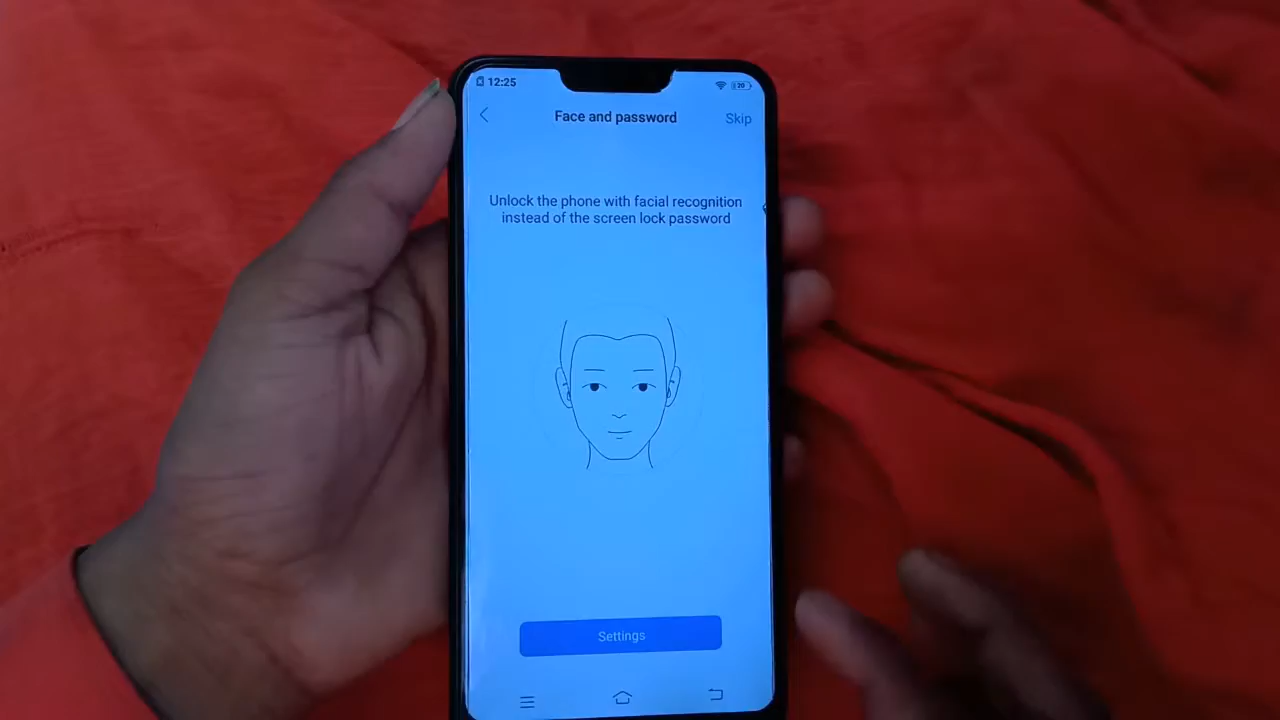 12:25
20
Face and password
Skip
Unlock the phone with facial recognition
instead of the screen lock password
Settings